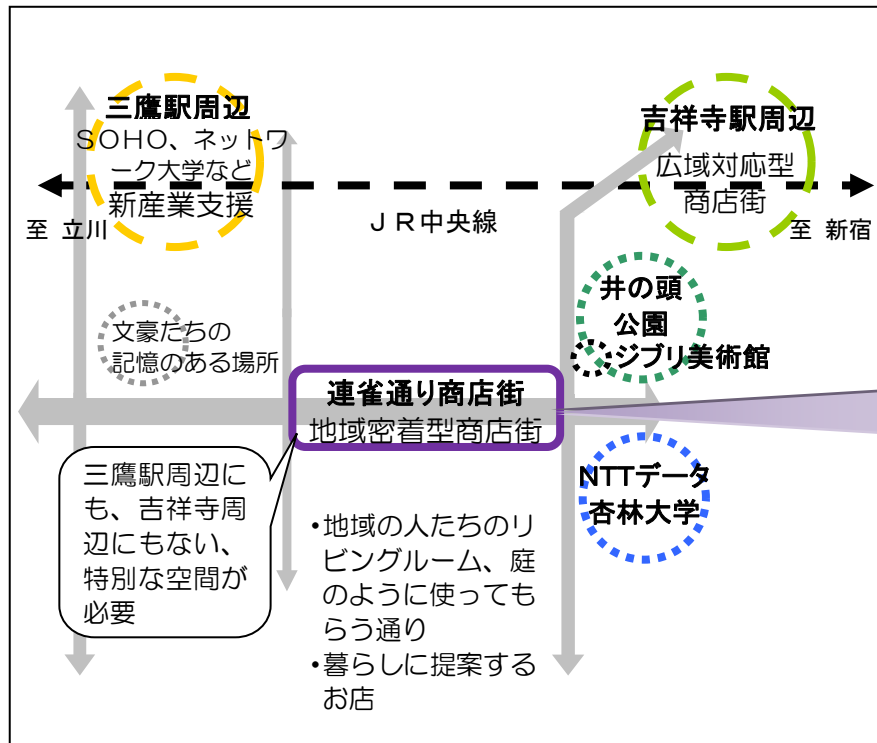 三鷹駅周辺
SOHO、ネットワ
ーク大学など
新産業支援
吉祥寺駅周辺
広域対応型
商店街
至 立川
JR中央線
至 新宿
文豪たちの
記憶のある場所
井の頭
公園
ジブリ美術館
連雀通り商店街
地域密着型商店街
三鷹駅周辺に
も、吉祥寺周
辺にもない、
特別な空間が
必要
NTTデータ
杏林大学
・地域の人たちのリ
ビングルーム、庭
のように使っても
らう通り
・暮らしに提案する
お店